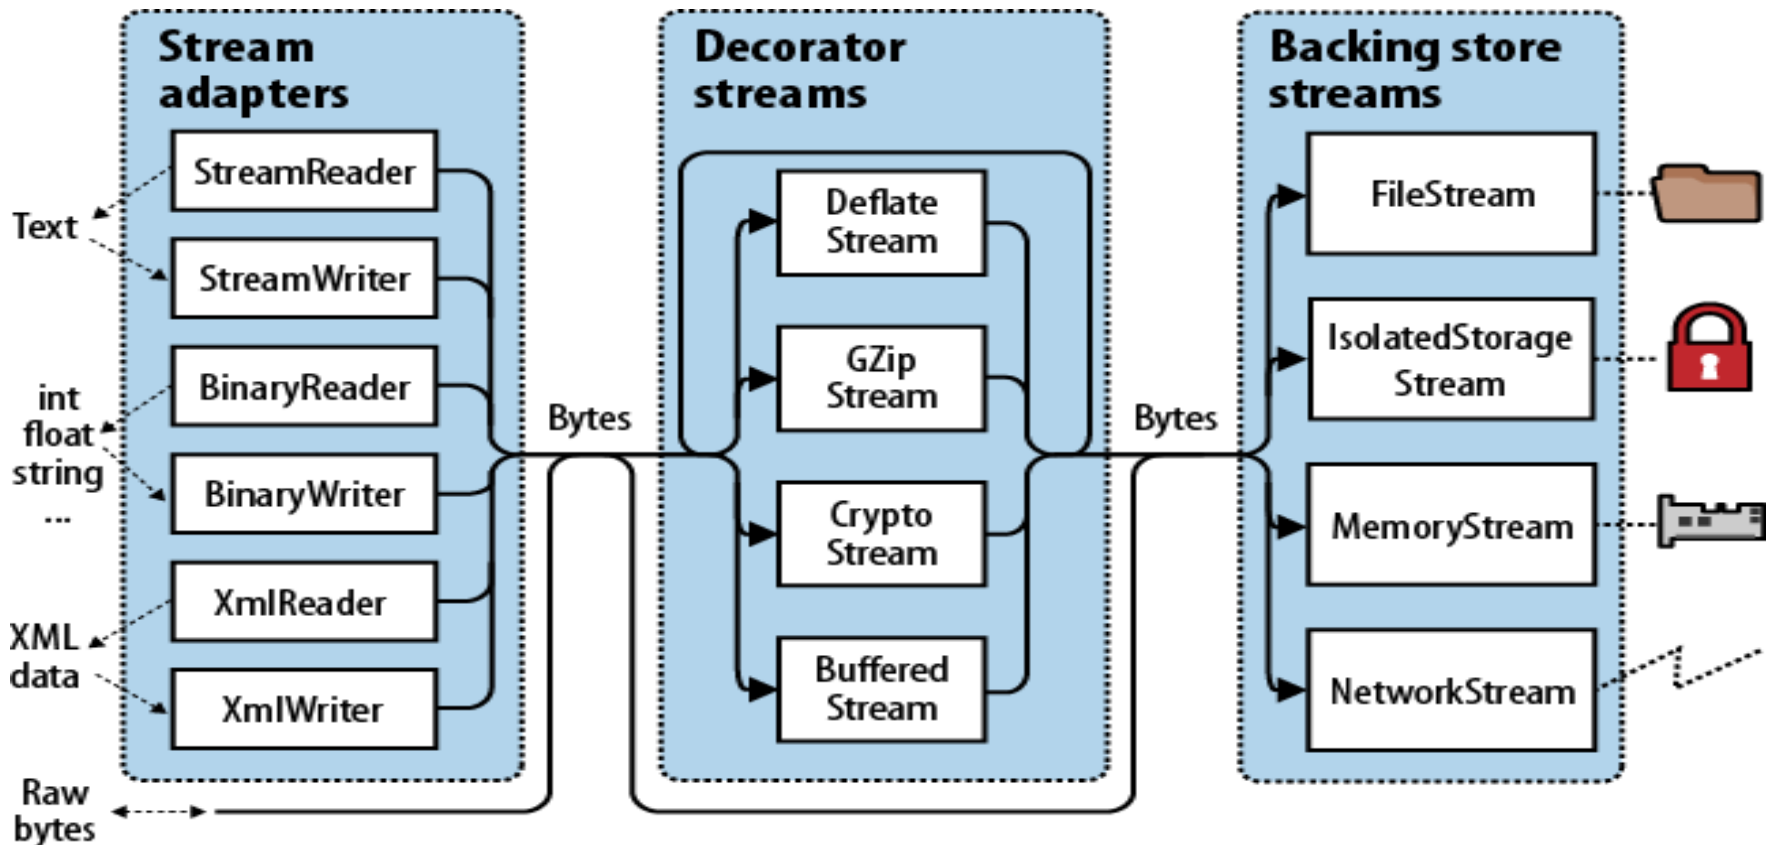 Stream
adapters
StreamReader
StreamWriter
BinaryReader
BinaryWriter
XmlReader
XmlWriter
Text
int
float
string
...
XML
data
Raw
bytes
Bytes
Decorator
streams
Deflate
Stream
GZip
Stream
Crypto
Stream
Buffered
Stream
Bytes
Backing store
streams
FileStream
IsolatedStorage
Stream
MemoryStream
NetworkStream